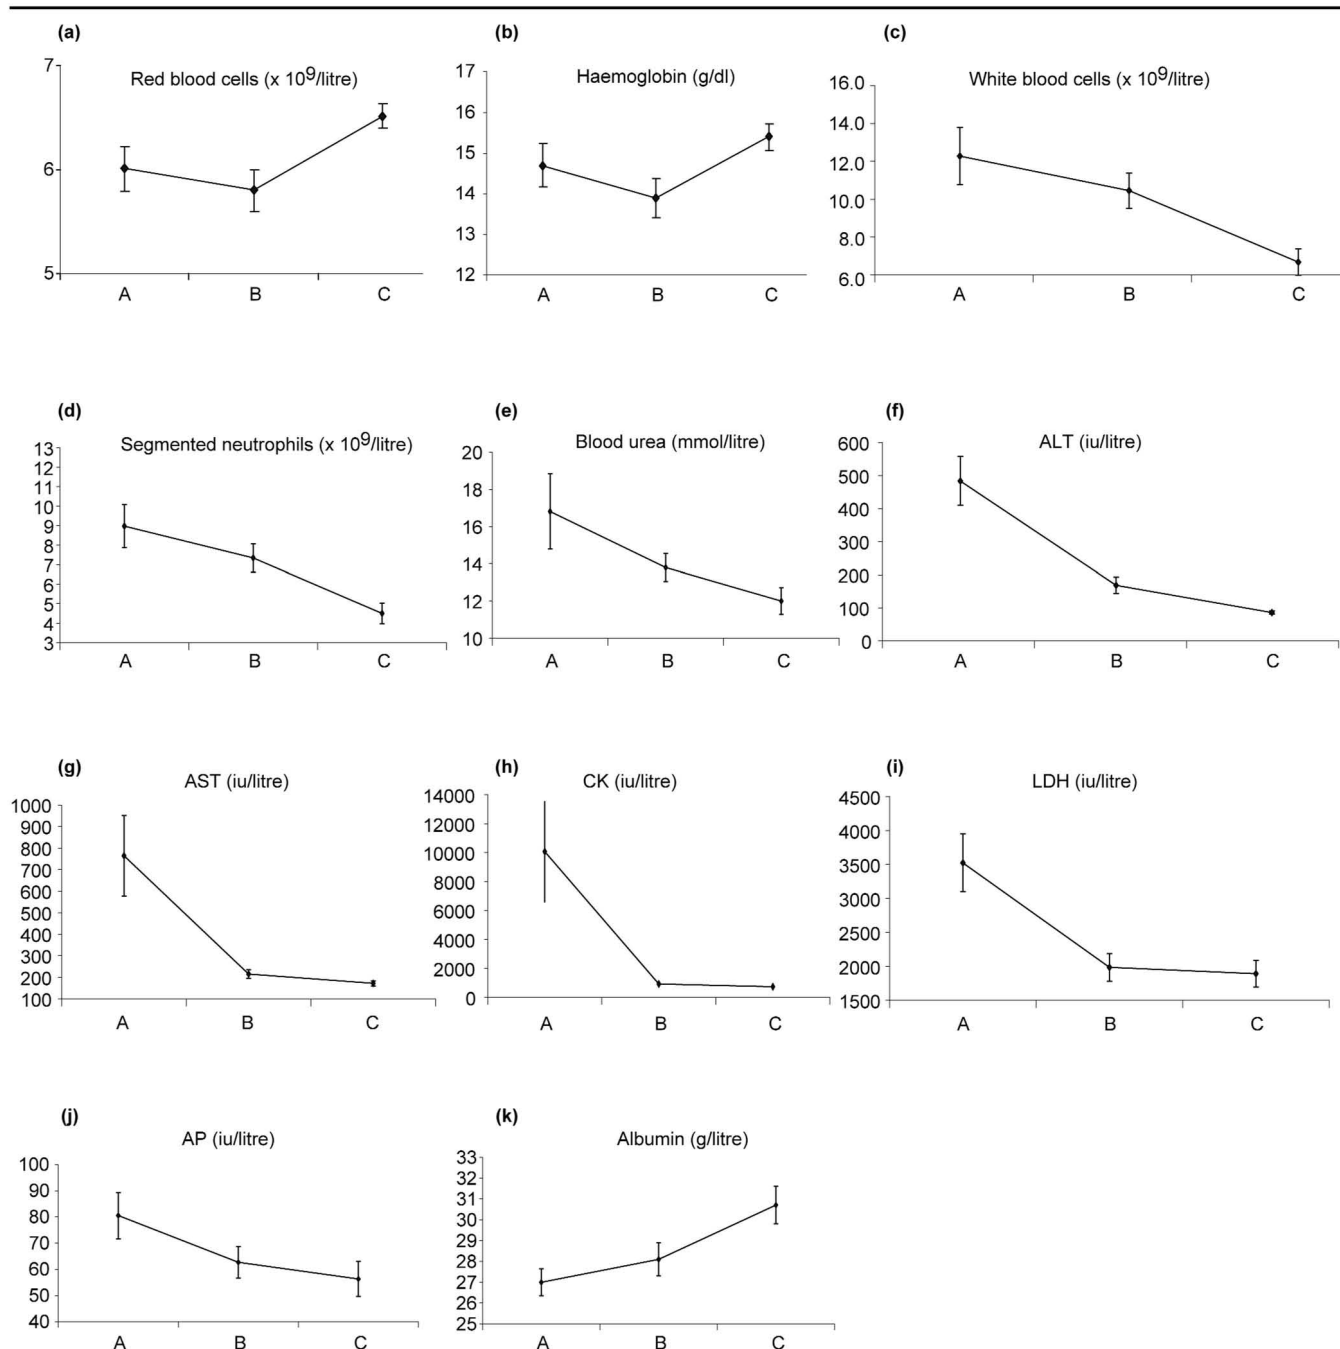 (a)
Red blood cells (x 10⁹/litre)
7
6
5
A B C
(b)
Haemoglobin (g/dl)
17
16
15
14
13
12
A B C
(c)
White blood cells (x 10⁹/litre)
16.0
14.0
12.0
10.0
8.0
6.0
A B C
(d)
Segmented neutrophils (x 10⁹/litre)
13
12
11
10
9
8
7
6
5
4
3
A B C
(e)
Blood urea (mmol/litre)
20
18
16
14
12
10
A B C
(f)
ALT (iu/litre)
600
500
400
300
200
100
0
A B C
(g)
AST (iu/litre)
1000
900
800
700
600
500
400
300
200
100
A B C
(h)
CK (iu/litre)
14000
12000
10000
8000
6000
4000
2000
0
A B C
(i)
LDH (iu/litre)
4500
4000
3500
3000
2500
2000
1500
A B C
(j)
AP (iu/litre)
100
90
80
70
60
50
40
A B C
(k)
Albumin (g/litre)
33
32
31
30
29
28
27
26
25
A B C